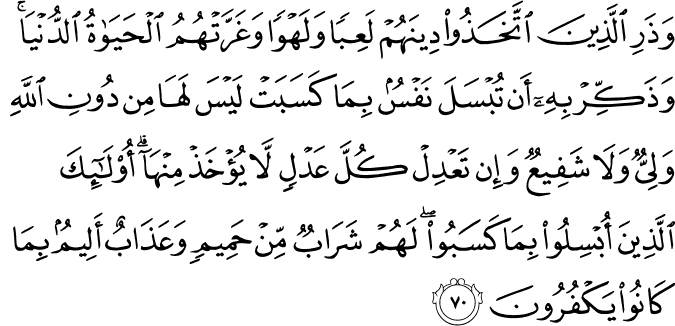 وَذَرِ ٱلَّذِينَ ٱتَّخَذُوا۟ دِينَهُمْ لَعِبًا وَلَهْوًا وَغَرَّتْهُمُ ٱلْحَيَوٰةُ ٱلدُّنْيَا ۚ
وَذَكِّرْ بِهِۦٓ أَن تُبْسَلَ نَفْسٌۢ بِمَا كَسَبَتْ لَيْسَ لَهَا مِن دُونِ ٱللَّهِ
وَلِىٌّ وَلَا شَفِيعٌ وَإِن تَعْدِلْ كُلَّ عَدْلٍ لَّا يُؤْخَذْ مِنْهَآ ۗ أُو۟لَـٰٓئِكَ
ٱلَّذِينَ أُبْسِلُوا۟ بِمَا كَسَبُوا۟ ۖ لَهُمْ شَرَابٌ مِّنْ حَمِيمٍ وَعَذَابٌ أَلِيمٌۢ بِمَا
كَانُوا۟ يَكْفُرُونَ ٧٠